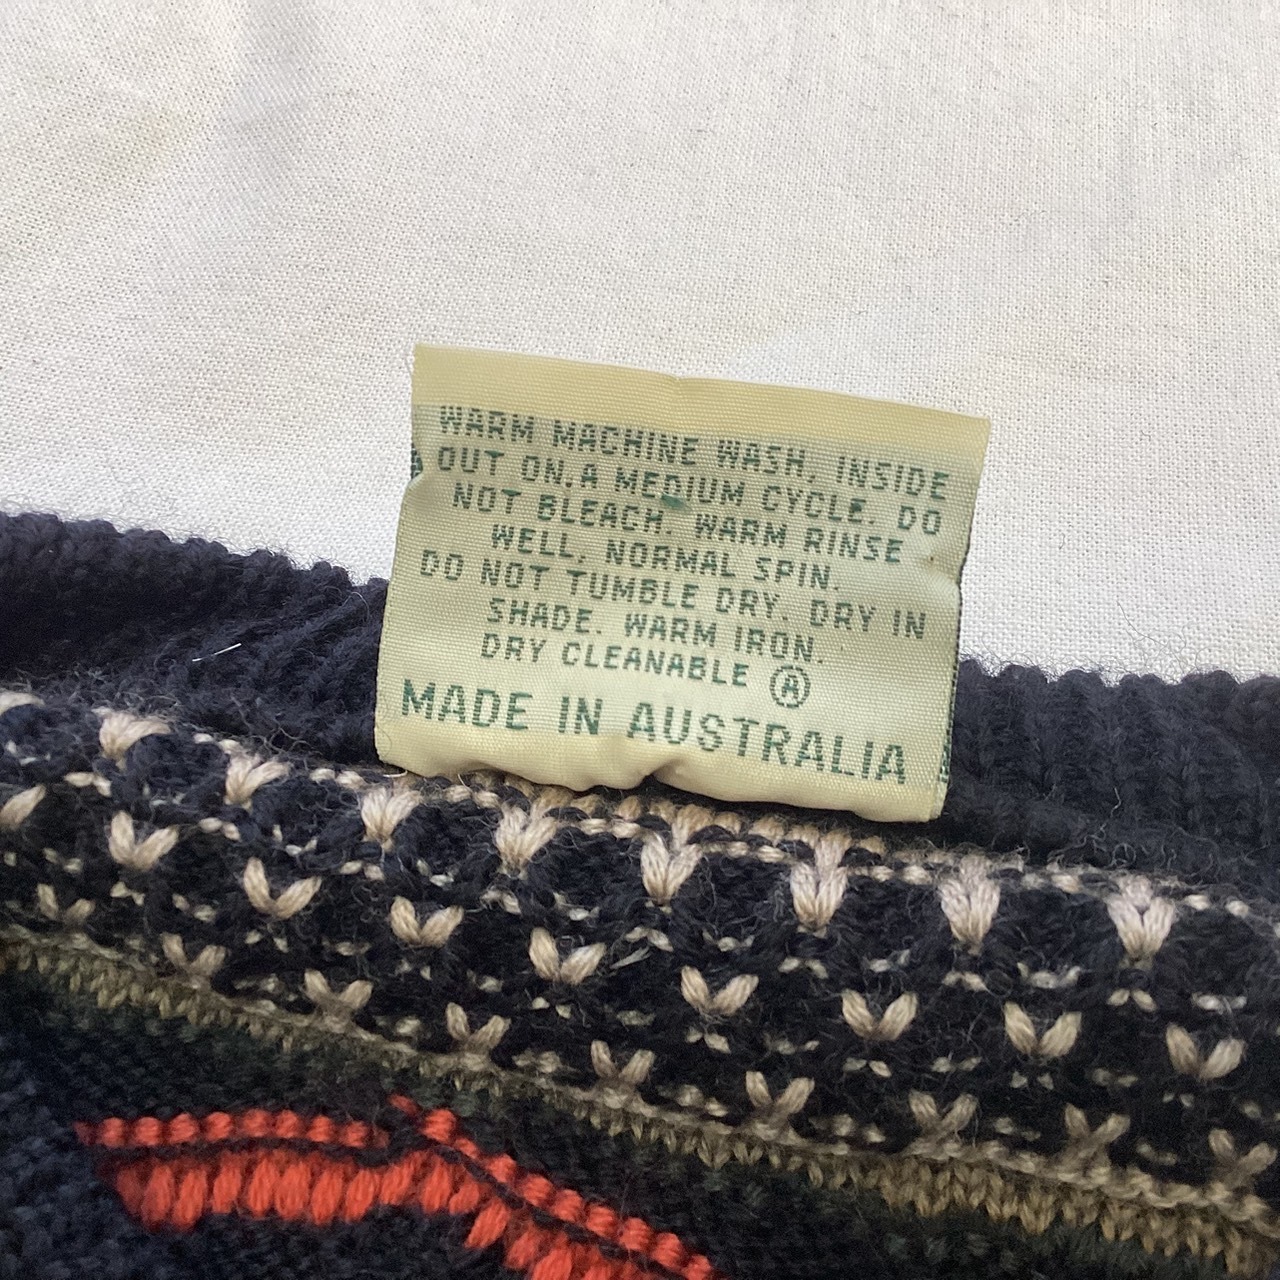 WARM MACHINE WASH, INSIDE
OUT ON A MEDIUM CYCLE. DO
NOT BLEACH. WARM RINSE
WELL, NORMAL SPIN.
DO NOT TUMBLE DRY. DRY IN
SHADE. WARM IRON.
DRY CLEANABLE Ⓐ
MADE IN AUSTRALIA